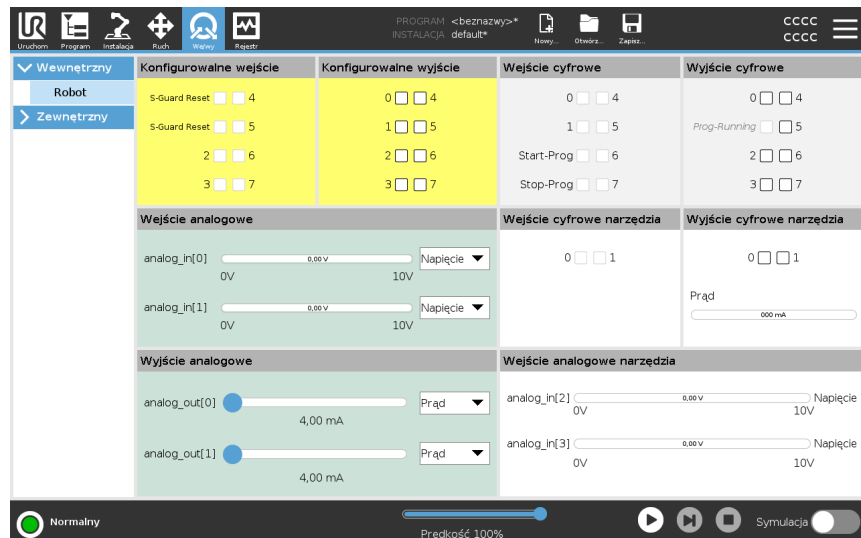 UR
PROGRAM <beznazwy>*
INSTALACJA default*
cccc
cccc
Uruchom Program Instalacja Ruch We/wy Rejestr Nowy... Otwórz... Zapisz...
Wewnętrzny
Robot
Zewnętrzny
Konfigurowalne wejście
S-Guard Reset 4
S-Guard Reset 5
2 6
3 7
Konfigurowalne wyjście
0 4
1 5
2 6
3 7
Wejście cyfrowe
0 4
1 5
Start-Prog 6
Stop-Prog 7
Wyjście cyfrowe
0 4
Prog-Running 5
2 6
3 7
Wejście analogowe
analog_in[0] 0,00 V Napięcie
0V 10V
analog_in[1] 0,00 V Napięcie
0V 10V
Wejście cyfrowe narzędzia
0 1
Wyjście cyfrowe narzędzia
0 1
Prąd
000 mA
Wyjście analogowe
analog_out[0] Prąd
4,00 mA
analog_out[1] Prąd
4,00 mA
Wejście analogowe narzędzia
analog_in[2] 0,00 V Napięcie
0V 10V
analog_in[3] 0,00 V Napięcie
0V 10V
Normalny
Prędkość 100%
Symulacja